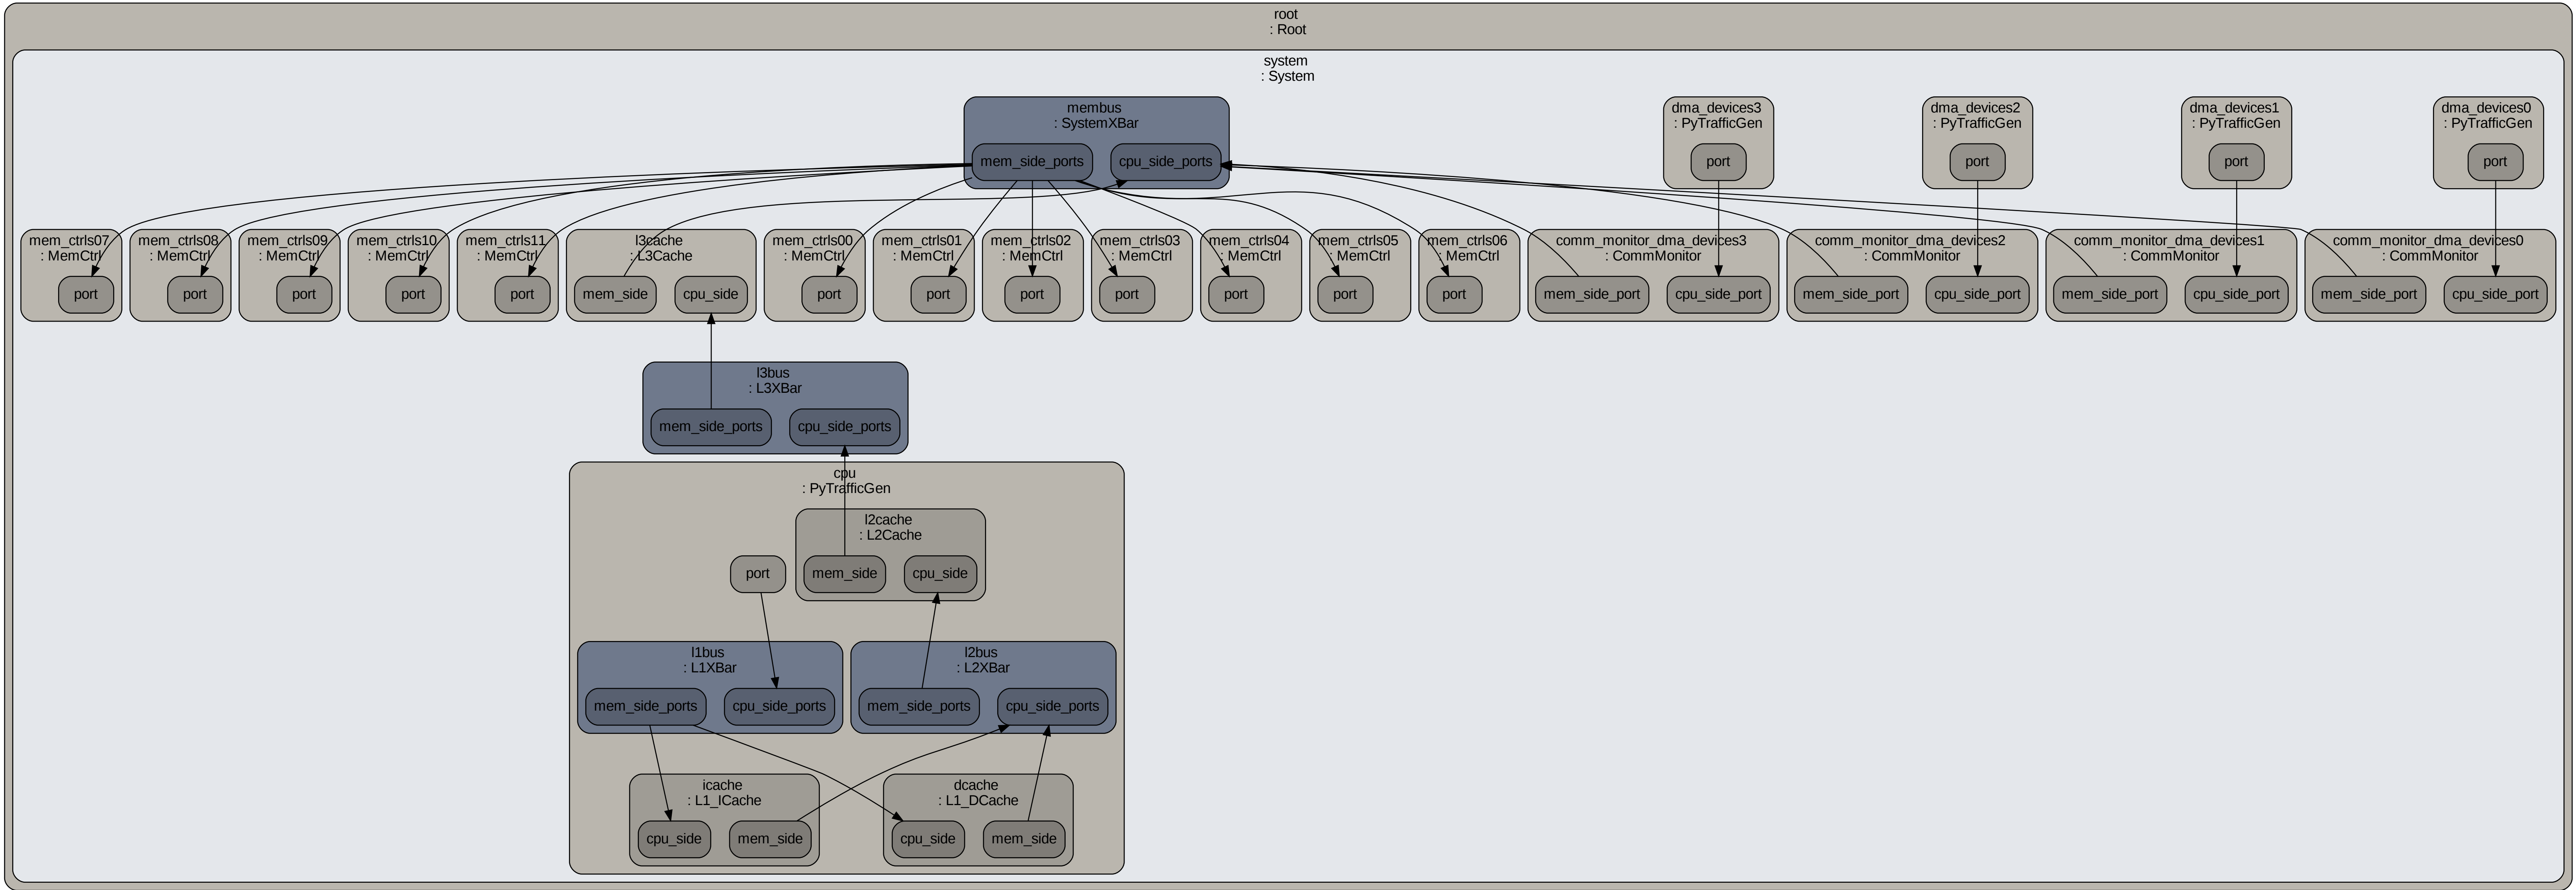 root
: Root
system
: System
membus
: SystemXBar
mem_side_ports
cpu_side_ports
dma_devices3
: PyTrafficGen
port
dma_devices2
: PyTrafficGen
port
dma_devices1
: PyTrafficGen
port
dma_devices0
: PyTrafficGen
port
mem_ctrls07
: MemCtrl
port
mem_ctrls08
: MemCtrl
port
mem_ctrls09
: MemCtrl
port
mem_ctrls10
: MemCtrl
port
mem_ctrls11
: MemCtrl
port
l3cache
: L3Cache
mem_side
cpu_side
mem_ctrls00
: MemCtrl
port
mem_ctrls01
: MemCtrl
port
mem_ctrls02
: MemCtrl
port
mem_ctrls03
: MemCtrl
port
mem_ctrls04
: MemCtrl
port
mem_ctrls05
: MemCtrl
port
mem_ctrls06
: MemCtrl
port
comm_monitor_dma_devices3
: CommMonitor
mem_side_port
cpu_side_port
comm_monitor_dma_devices2
: CommMonitor
mem_side_port
cpu_side_port
comm_monitor_dma_devices1
: CommMonitor
mem_side_port
cpu_side_port
comm_monitor_dma_devices0
: CommMonitor
mem_side_port
cpu_side_port
l3bus
: L3XBar
mem_side_ports
cpu_side_ports
cpu
: PyTrafficGen
l2cache
: L2Cache
port
mem_side
cpu_side
l1bus
: L1XBar
mem_side_ports
cpu_side_ports
l2bus
: L2XBar
mem_side_ports
cpu_side_ports
icache
: L1_ICache
cpu_side
mem_side
dcache
: L1_DCache
cpu_side
mem_side